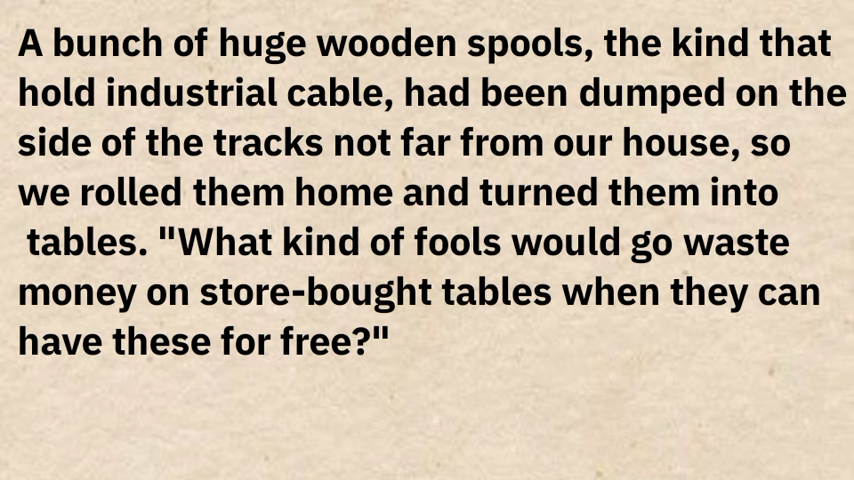 A bunch of huge wooden spools, the kind that
hold industrial cable, had been dumped on the
side of the tracks not far from our house, so
we rolled them home and turned them into
tables. "What kind of fools would go waste
money on store-bought tables when they can
have these for free?"